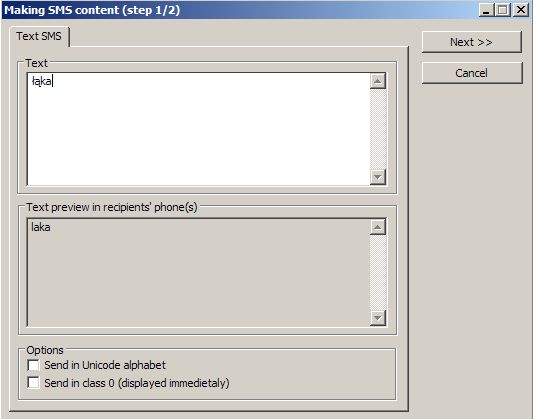 Making SMS content (step 1/2)
Text SMS
Next >>
Text
łąka
Cancel
Text preview in recipients' phone(s)
laka
Options
Send in Unicode alphabet
Send in class 0 (displayed immedietaly)